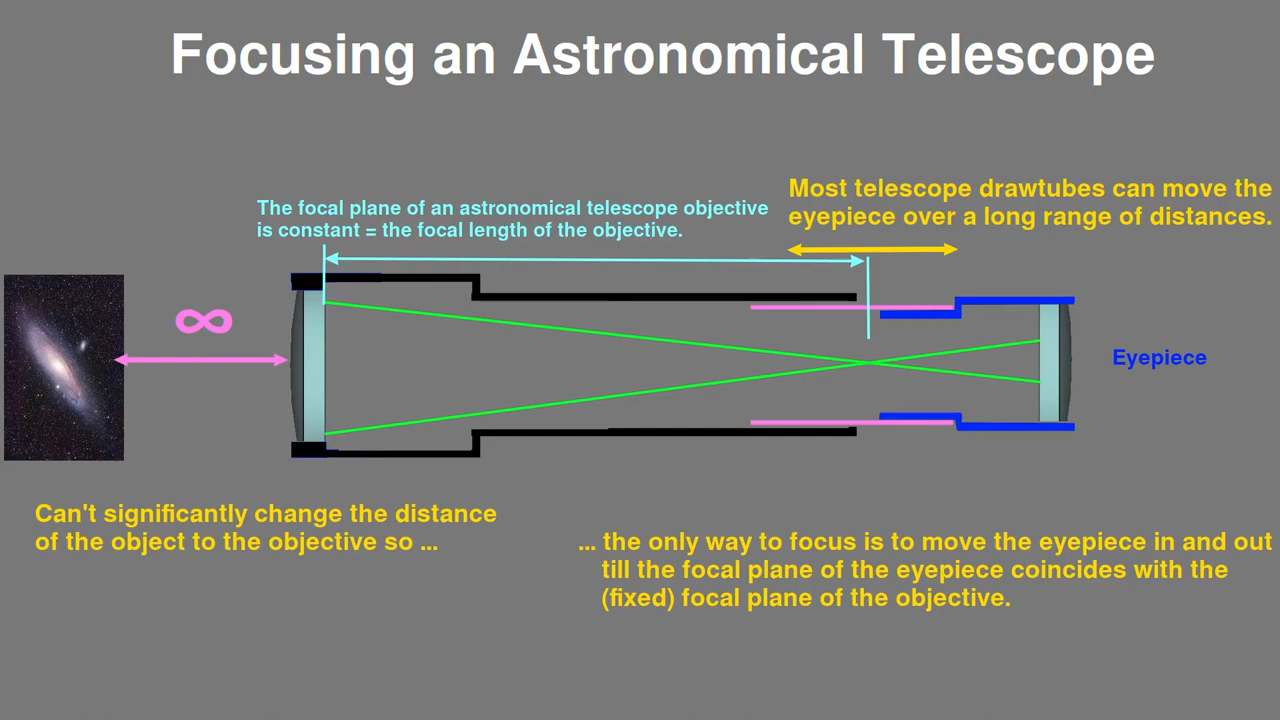 Focusing an Astronomical Telescope
Most telescope drawtubes can move the
eyepiece over a long range of distances.
The focal plane of an astronomical telescope objective
is constant = the focal length of the objective.
∞
Eyepiece
Can't significantly change the distance
of the object to the objective so ...
... the only way to focus is to move the eyepiece in and out
till the focal plane of the eyepiece coincides with the
(fixed) focal plane of the objective.